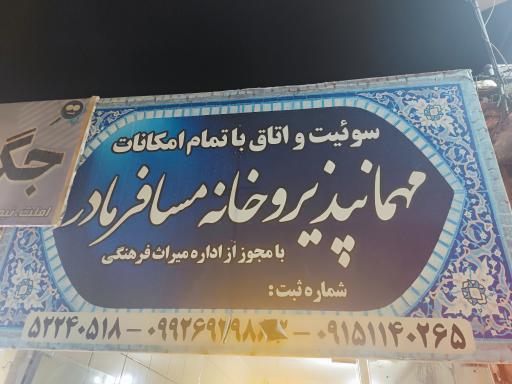 سوئیت و اتاق با تمام امکانات
مهمانپذیر و خانه مسافر مادر
با مجوز از اداره میراث فرهنگی
شماره ثبت:
۵۲۲۴۰۵۱۸ - - ۰۹۱۵۱۱۴۰۲۶۵